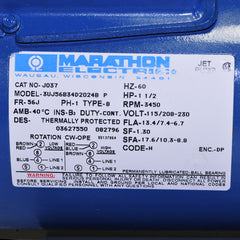 MARATHON
ELECTRIC
WAUSAU, WISCONSIN 54401
JET
CAT NO- J037
HZ-60
MODEL- 3UJ56B34D2024B P
HP-1 1/2
FR-56J
PH-1 TYPE-B
RPM-3450
AMB-40°C INS-B3 DUTY-CONT.
VOLT-115/208-230
DES- THERMALLY PROTECTED
FLA-13.4/7.4-6.7
03627550 082796
SF-1.30
ROTATION CW-OPE
SFA-17.6/10.3-8.8
CODE-H
ENC.-DP